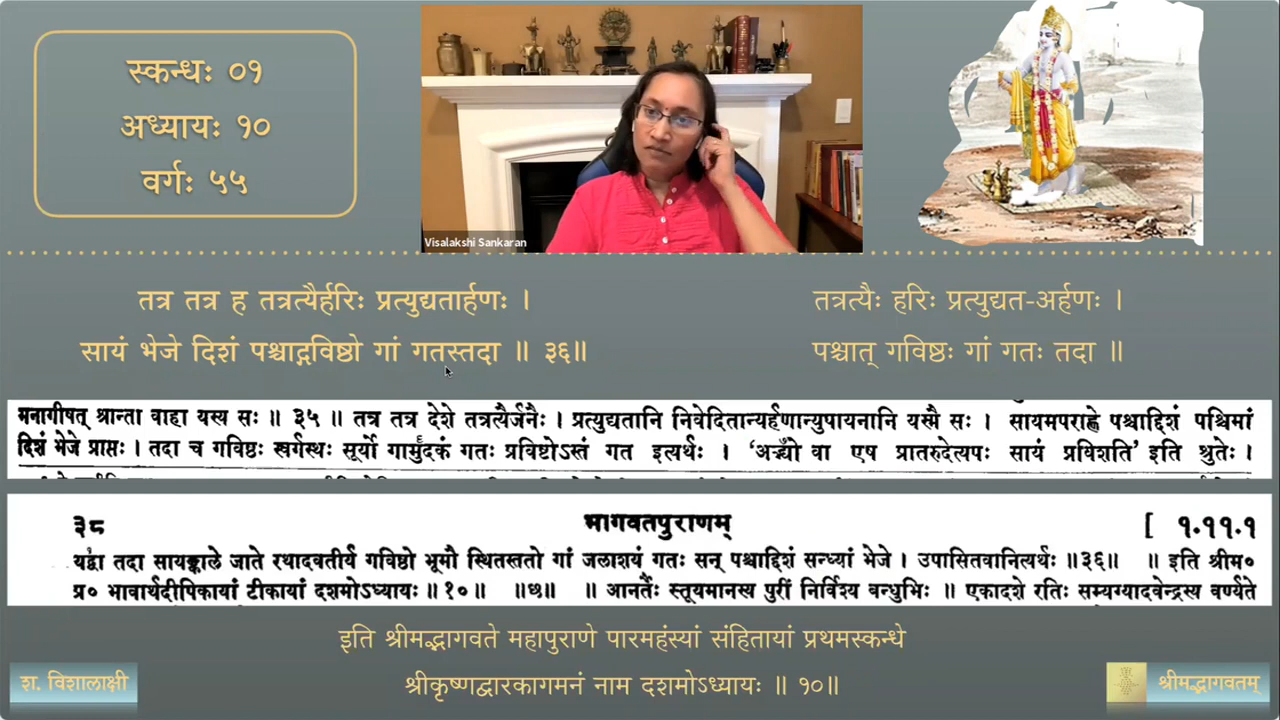 स्कन्धः ०१
अध्यायः १०
वर्गः ५५
Visalakshi Sankaran
तत्र तत्र ह तत्रत्यैर्हरिः प्रत्युद्यतार्हणः ।
सायं भेजे दिशं पश्चाद्गविष्ठो गां गतस्तदा ॥ ३६॥
तत्रत्यैः हरिः प्रत्युद्यत-अर्हणः ।
पश्चात् गविष्ठः गां गतः तदा ॥
मनागीषत् श्रान्ता वाहा यस्य सः ॥ ३५ ॥ तत्र तत्र देशे तत्रत्यैर्जनैः । प्रत्युद्यतानि निवेदितान्यर्हणान्युपायनानि यस्मै सः । सायमपराह्णे पश्चाद्दिशं पश्चिमां
दिशं भेजे प्राप्तः । तदा च गविष्ठः स्वर्गस्थः सूर्यो गामुदकं गतः प्रविष्टोऽस्तं गत इत्यर्थः । वा एष प्रातरुदेत्यपः सायं प्रविशति’ इति श्रुतेः ।
३८ भागवतपुराणम् [ १.११.१
यद्वा तदा सायङ्काले जाते रथादवतीर्य गविष्ठो भूमौ स्थितस्ततो गां जलाशयं गतः सन् पश्चाद्दिशं सन्ध्यां भेजे । उपासितवानित्यर्थः ॥३६॥ ॥ इति श्रीम०
प्र० भावार्थदीपिकायां टीकायां दशमोऽध्यायः ॥ १० ॥ ॥छ॥ ॥ आनर्तैः स्तूयमानस्य पुरीं निर्विश्य बन्धुभिः ॥ एकादशे रतिः सम्यग्यादवेन्द्रस्य वर्ण्यते
इति श्रीमद्भागवते महापुराणे पारमहंस्यां संहितायां प्रथमस्कन्धे
श्रीकृष्णद्वारकागमनं नाम दशमोऽध्यायः ॥ १०॥
श. विशालाक्षी
श्रीमद्भागवतम्